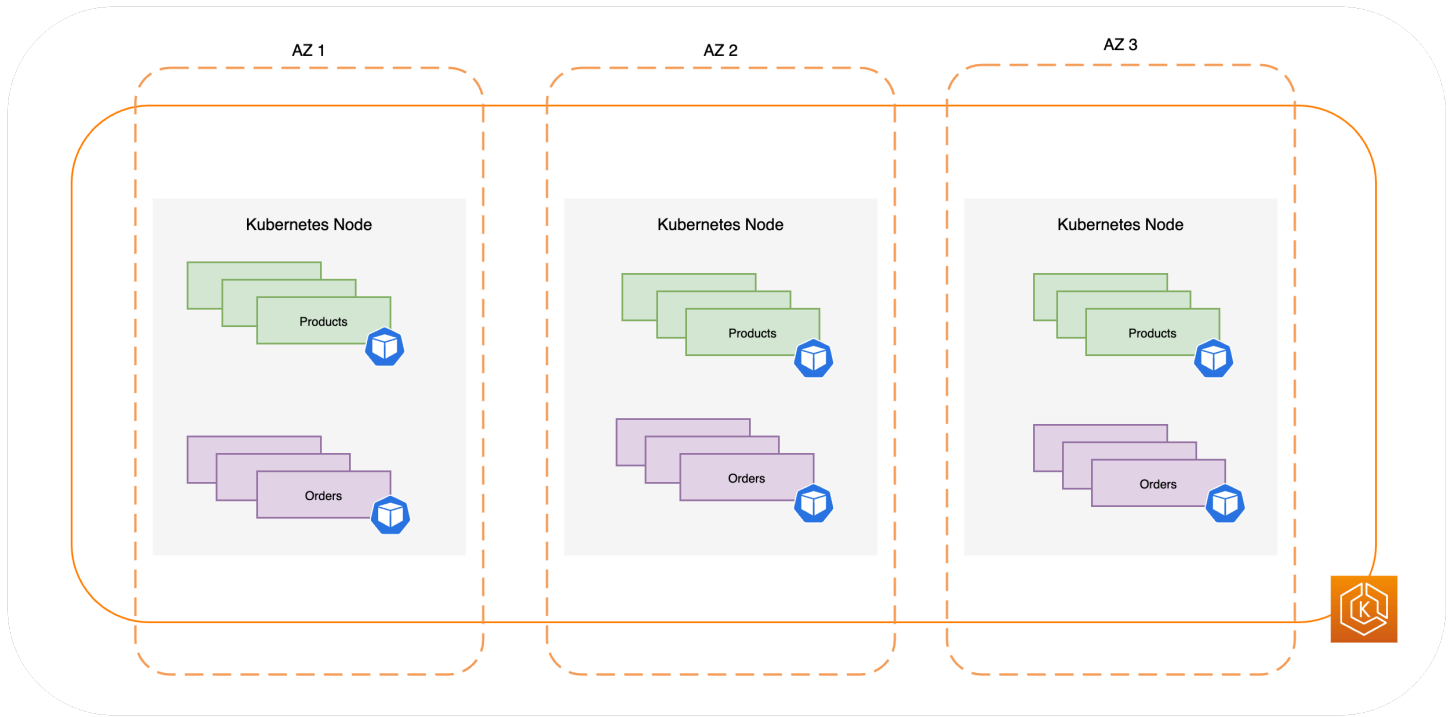 AZ 1
AZ 2
AZ 3
Kubernetes Node
Kubernetes Node
Kubernetes Node
Products
Products
Products
Orders
Orders
Orders
K